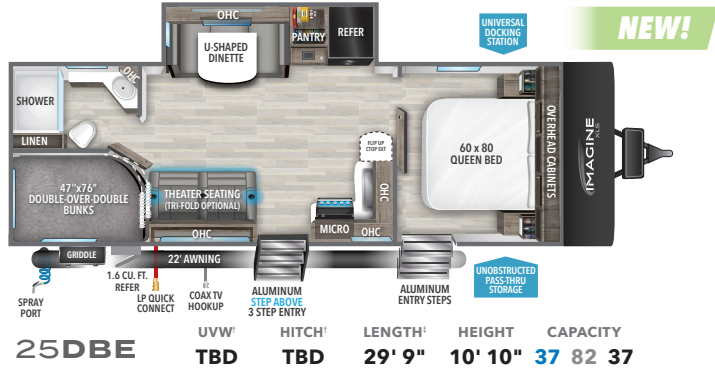 NEW!
OHC
U-SHAPED
DINETTE
PANTRY
REFER
UNIVERSAL
DOCKING
STATION
OHC
SHOWER
LINEN
FLIP UP
CTOP EXT
60 x 80
QUEEN BED
OVERHEAD CABINETS
IMAGINE
XLS
47"x76"
DOUBLE-OVER-DOUBLE
BUNKS
THEATER SEATING
(TRI-FOLD OPTIONAL)
OHC
OHC
MICRO
OHC
GRIDDLE
22' AWNING
SPRAY
PORT
1.6 CU. FT.
REFER
LP QUICK
CONNECT
COAX TV
HOOKUP
ALUMINUM
STEP ABOVE
3 STEP ENTRY
ALUMINUM
ENTRY STEPS
UNOBSTRUCTED
PASS-THRU
STORAGE
25DBE
UVW† HITCH† LENGTH‡ HEIGHT CAPACITY
TBD TBD 29' 9" 10' 10" 37 82 37